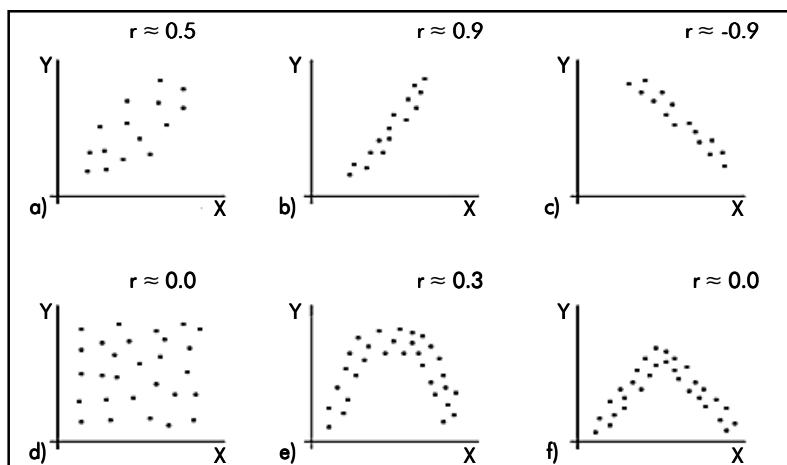 r ≈ 0.5
r ≈ 0.9
r ≈ -0.9
Y
Y
Y
a)
X
b)
X
c)
X
r ≈ 0.0
r ≈ 0.3
r ≈ 0.0
Y
Y
Y
d)
X
e)
X
f)
X